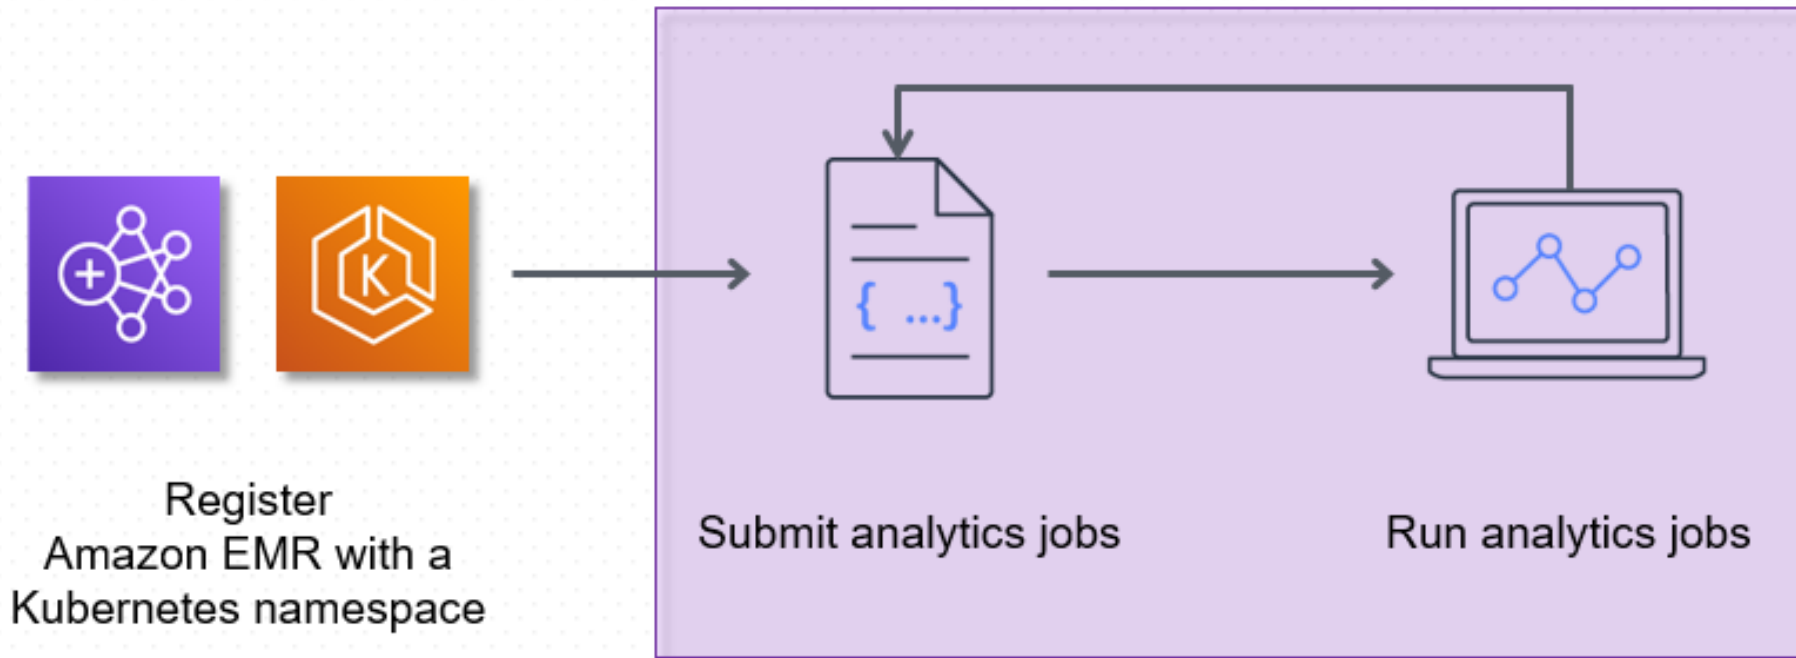 K
{ ...}
Register
Amazon EMR with a
Kubernetes namespace
Submit analytics jobs
Run analytics jobs